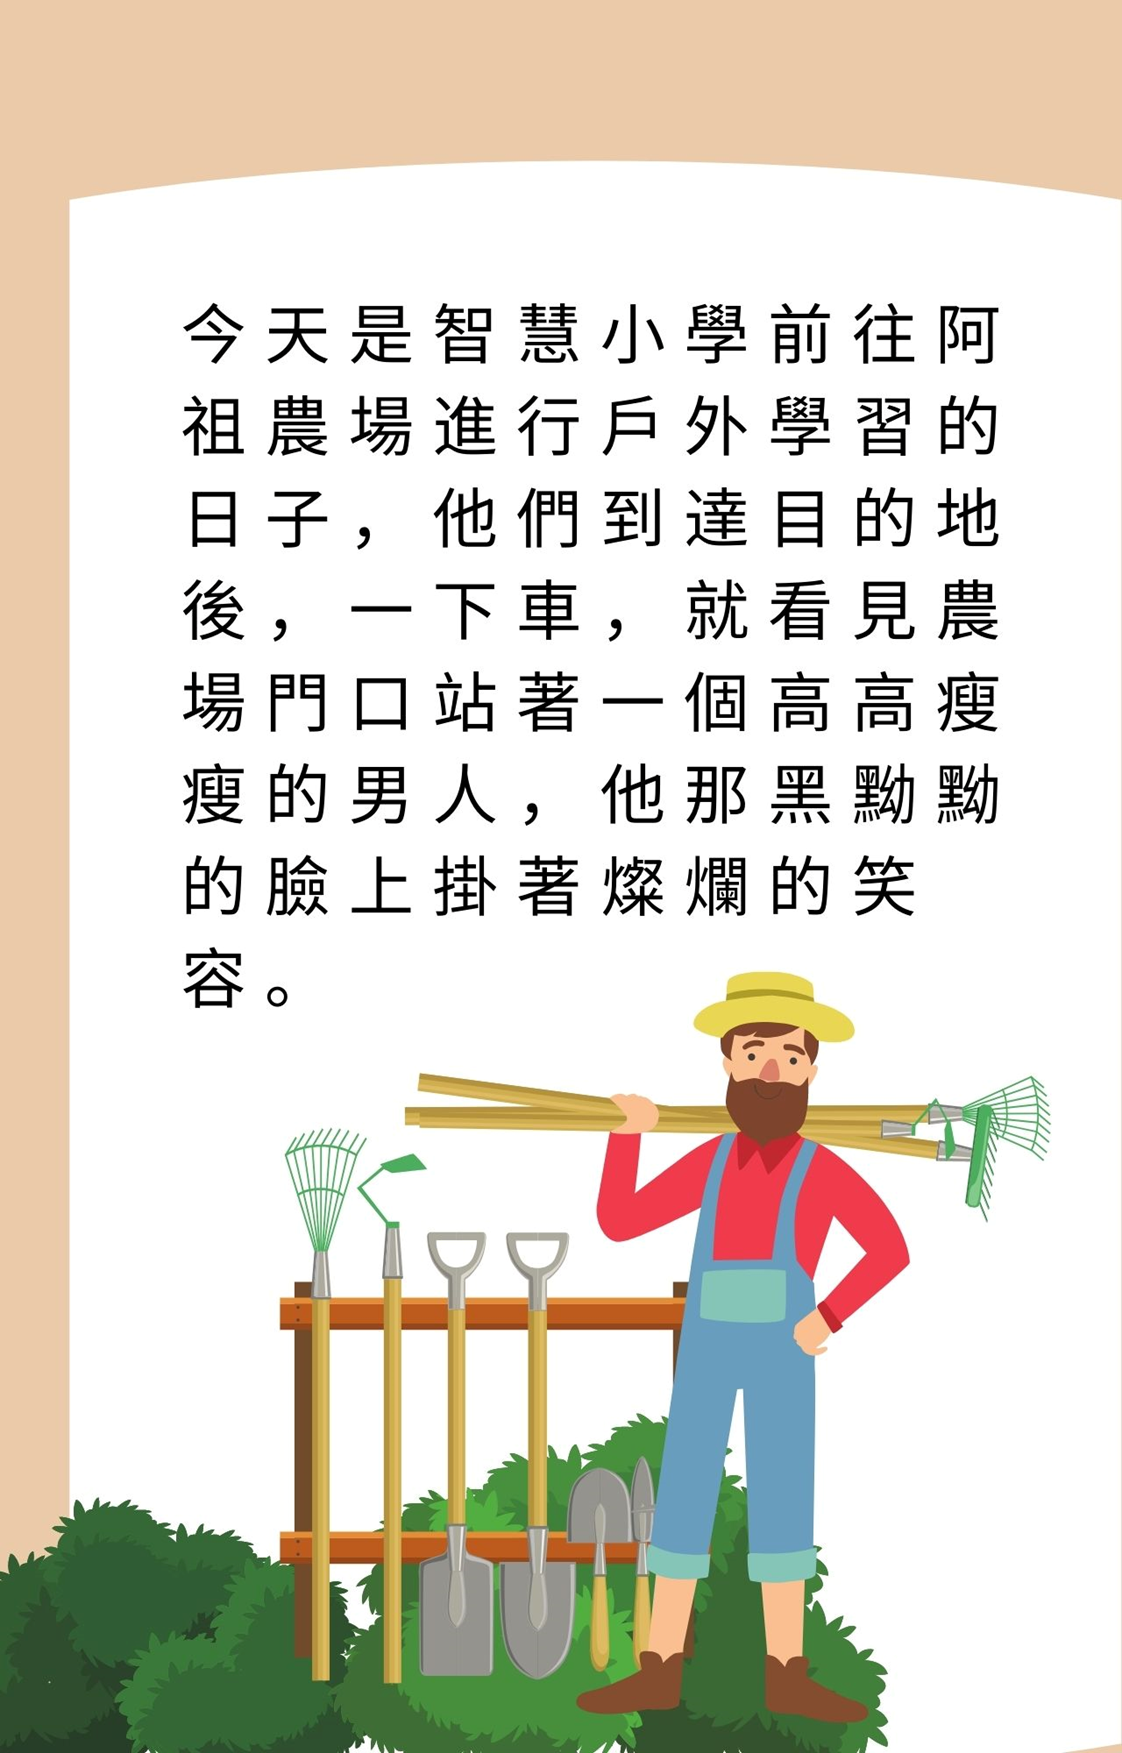 今天是智慧小學前往阿
祖農場進行戶外學習的
日子，他們到達目的地
後，一下車，就看見農
場門口站著一個高高瘦
瘦的男人，他那黑黝黝
的臉上掛著燦爛的笑
容。